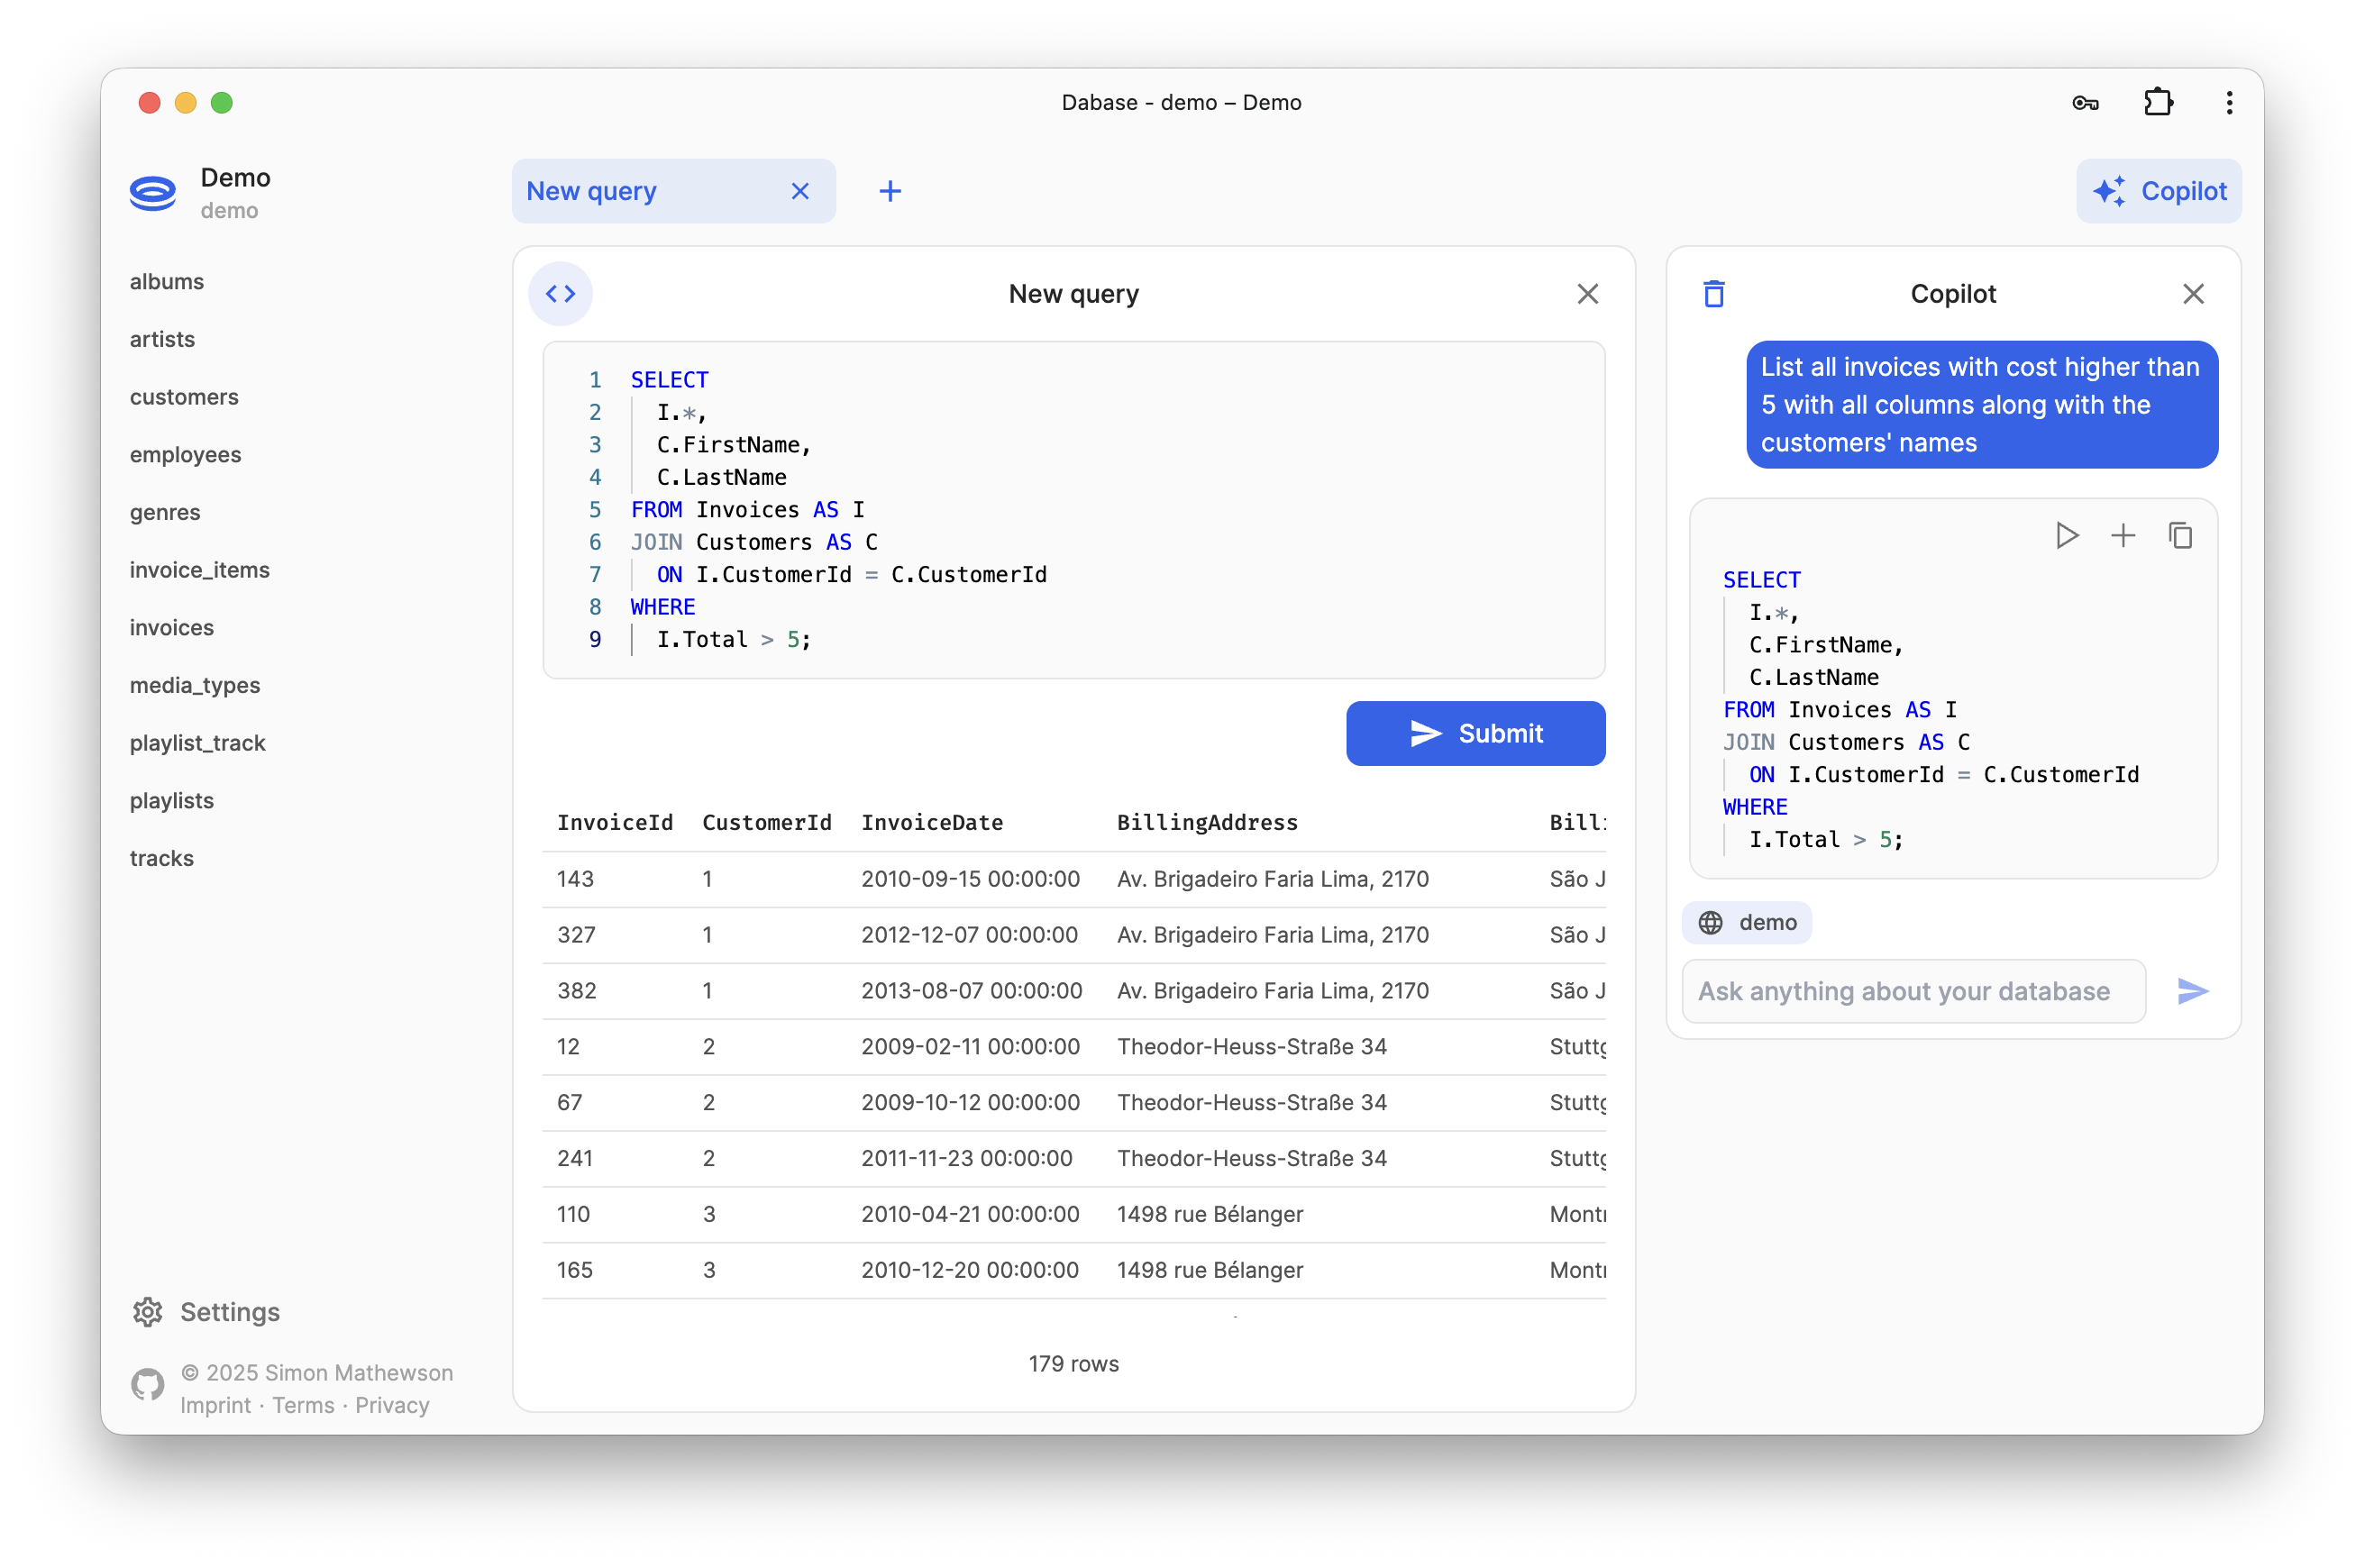 Dabase - demo – Demo
Demo
demo
albums
artists
customers
employees
genres
invoice_items
invoices
media_types
playlist_track
playlists
tracks
Settings
© 2025 Simon Mathewson
Imprint · Terms · Privacy
New query
Copilot
New query
1 SELECT
2 I.*,
3 C.FirstName,
4 C.LastName
5 FROM Invoices AS I
6 JOIN Customers AS C
7 ON I.CustomerId = C.CustomerId
8 WHERE
9 I.Total > 5;
Submit
InvoiceId CustomerId InvoiceDate BillingAddress Billi
143 1 2010-09-15 00:00:00 Av. Brigadeiro Faria Lima, 2170 São J
327 1 2012-12-07 00:00:00 Av. Brigadeiro Faria Lima, 2170 São J
382 1 2013-08-07 00:00:00 Av. Brigadeiro Faria Lima, 2170 São J
12 2 2009-02-11 00:00:00 Theodor-Heuss-Straße 34 Stuttg
67 2 2009-10-12 00:00:00 Theodor-Heuss-Straße 34 Stuttg
241 2 2011-11-23 00:00:00 Theodor-Heuss-Straße 34 Stuttg
110 3 2010-04-21 00:00:00 1498 rue Bélanger Montr
165 3 2010-12-20 00:00:00 1498 rue Bélanger Montr
179 rows
Copilot
List all invoices with cost higher than
5 with all columns along with the
customers' names
SELECT
I.*,
C.FirstName,
C.LastName
FROM Invoices AS I
JOIN Customers AS C
ON I.CustomerId = C.CustomerId
WHERE
I.Total > 5;
demo
Ask anything about your database